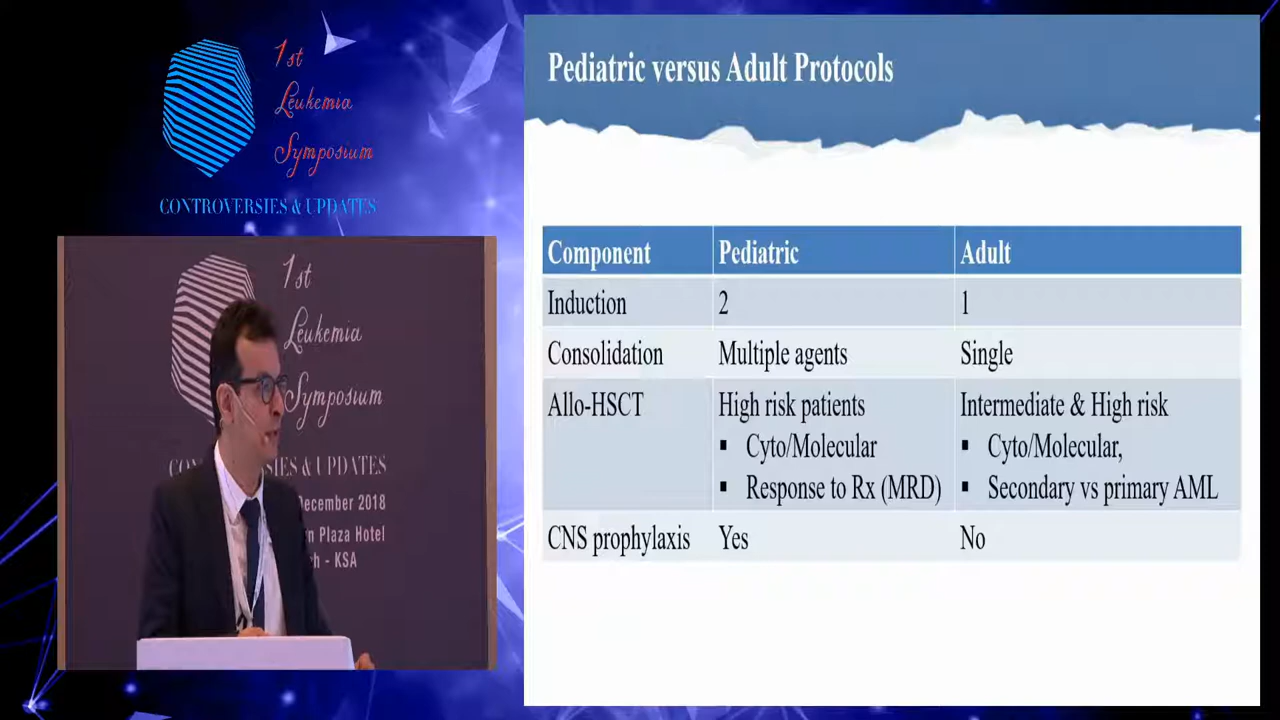 1st
Leukemia
Symposium
CONTROVERSIES & UPDATES
1st
Leukemia
Symposium
IES & UPDATES
December 2018
Plaza Hotel
- KSA
Pediatric versus Adult Protocols
Component Pediatric Adult
Induction 2 1
Consolidation Multiple agents Single
Allo-HSCT High risk patients Intermediate & High risk
▪ Cyto/Molecular ▪ Cyto/Molecular,
▪ Response to Rx (MRD) ▪ Secondary vs primary AML
CNS prophylaxis Yes No